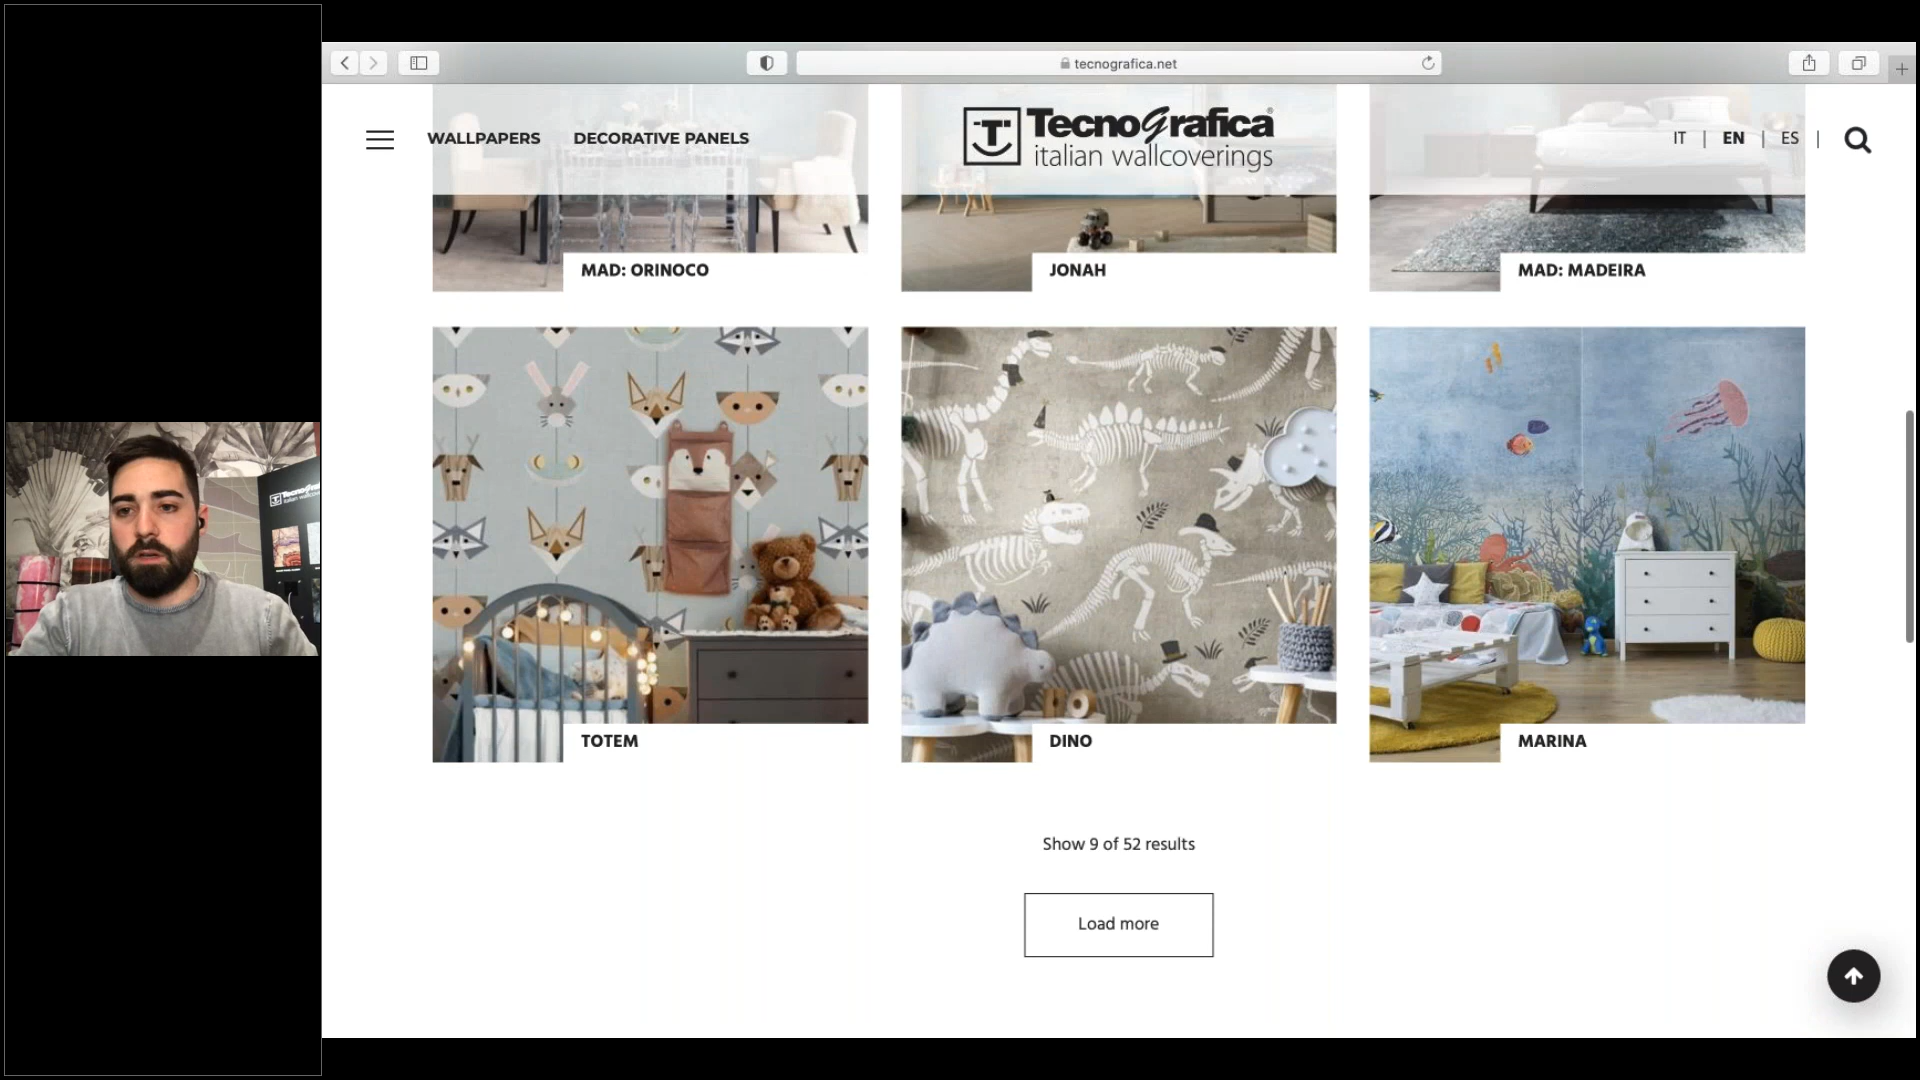 tecnografica.net
WALLPAPERS
DECORATIVE PANELS
TecnoGrafica
italian wallcoverings
IT | EN | ES |
MAD: ORINOCO
JONAH
MAD: MADEIRA
TOTEM
DINO
MARINA
Show 9 of 52 results
Load more